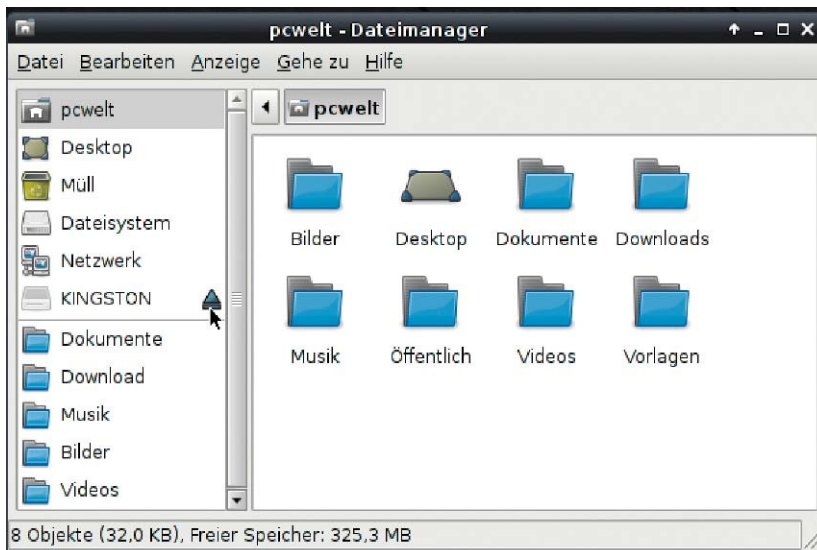 pcwelt - Dateimanager
Datei Bearbeiten Anzeige Gehe zu Hilfe
pcwelt
Desktop
Müll
Dateisystem
Netzwerk
KINGSTON
Dokumente
Download
Musik
Bilder
Videos
pcwelt
Bilder Desktop Dokumente Downloads
Musik Öffentlich Videos Vorlagen
8 Objekte (32,0 KB), Freier Speicher: 325,3 MB